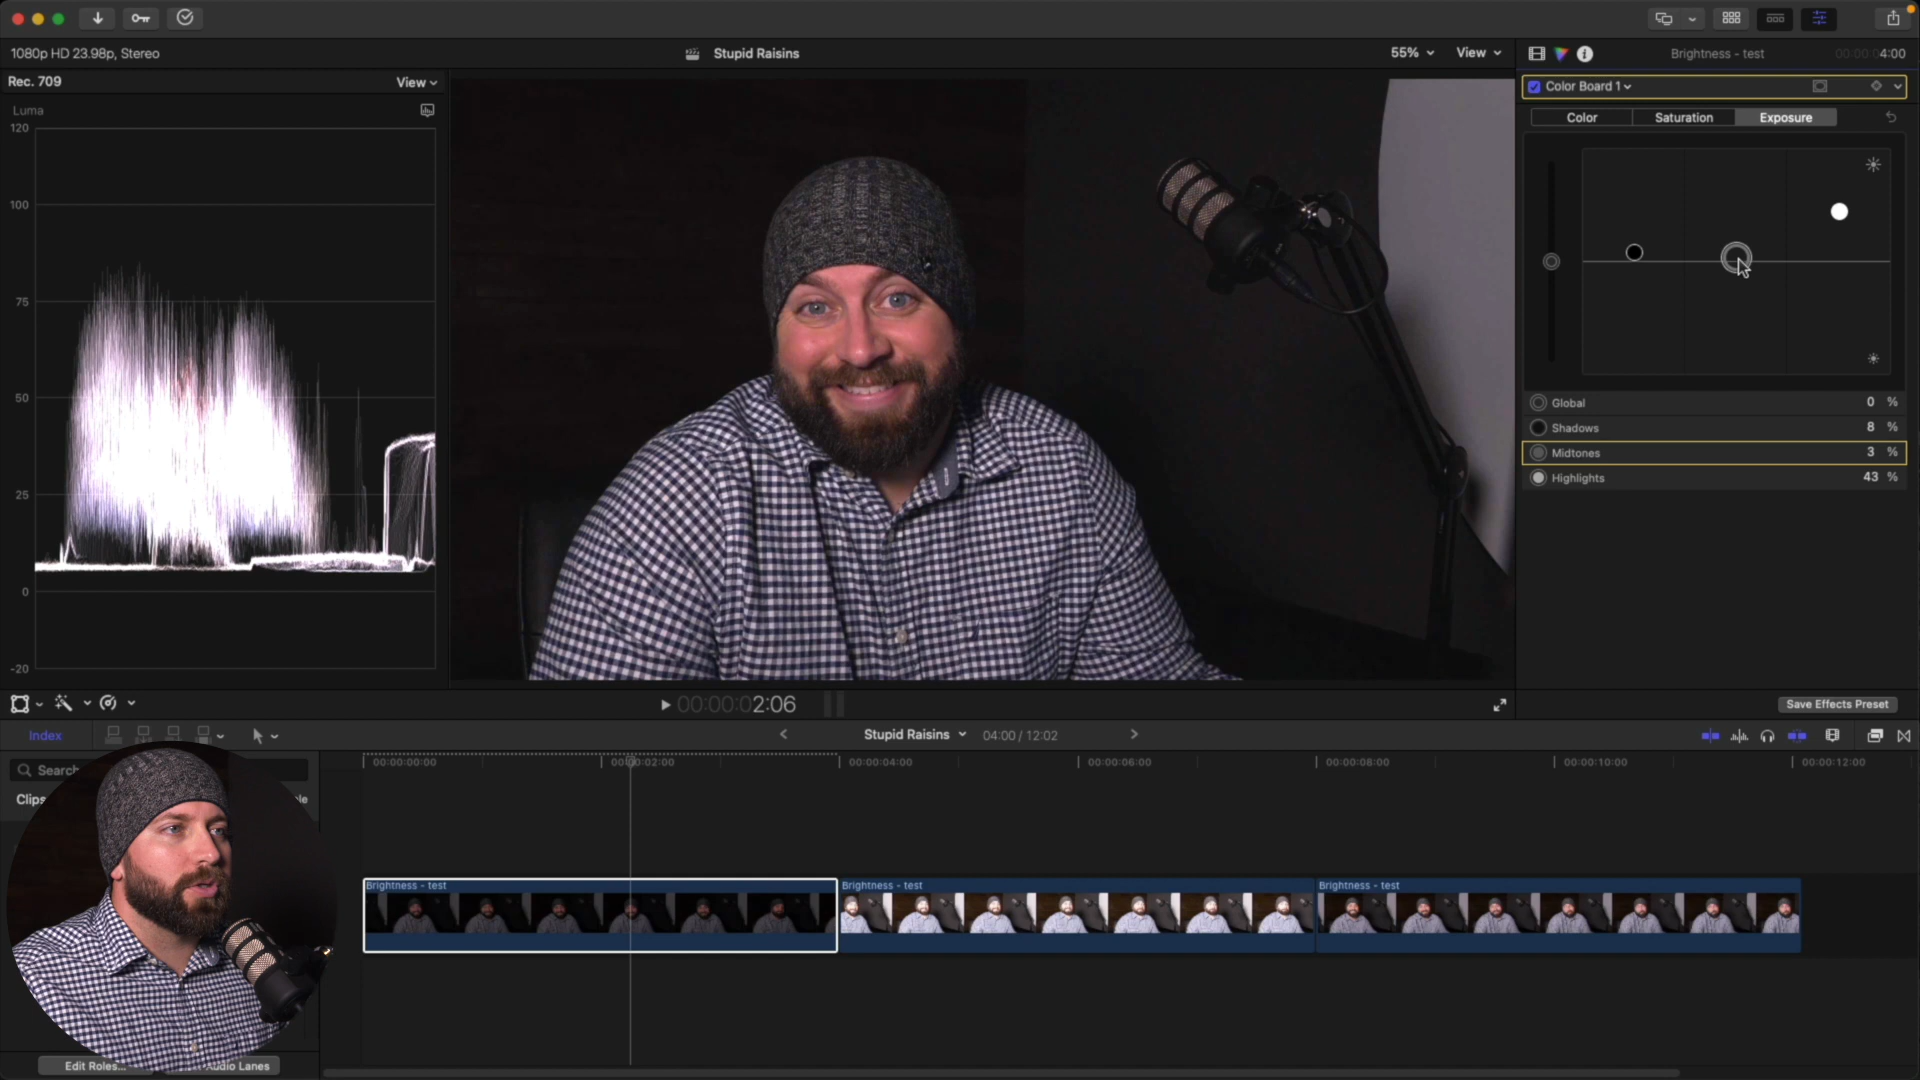 1080p HD 23.98p, Stereo
Stupid Raisins
55%
View
Brightness - test
00:00:04:00
Rec. 709
View
Color Board 1
Luma
Color
Saturation
Exposure
120
100
75
50
25
0
-20
Global 0 %
Shadows 8 %
Midtones 3 %
Highlights 43 %
00:00:02:06
Save Effects Preset
Index
Stupid Raisins
04:00 / 12:02
Search
00:00:00:00
00:00:02:00
00:00:04:00
00:00:06:00
00:00:08:00
00:00:10:00
00:00:12:00
Clips
Brightness - test
Brightness - test
Brightness - test
Edit Roles...
Audio Lanes